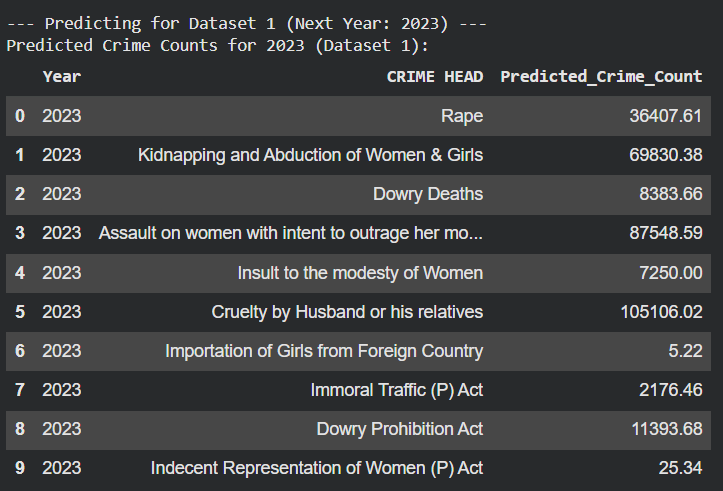 --- Predicting for Dataset 1 (Next Year: 2023) ---
Predicted Crime Counts for 2023 (Dataset 1):
Year CRIME HEAD Predicted_Crime_Count
0 2023 Rape 36407.61
1 2023 Kidnapping and Abduction of Women & Girls 69830.38
2 2023 Dowry Deaths 8383.66
3 2023 Assault on women with intent to outrage her mo... 87548.59
4 2023 Insult to the modesty of Women 7250.00
5 2023 Cruelty by Husband or his relatives 105106.02
6 2023 Importation of Girls from Foreign Country 5.22
7 2023 Immoral Traffic (P) Act 2176.46
8 2023 Dowry Prohibition Act 11393.68
9 2023 Indecent Representation of Women (P) Act 25.34